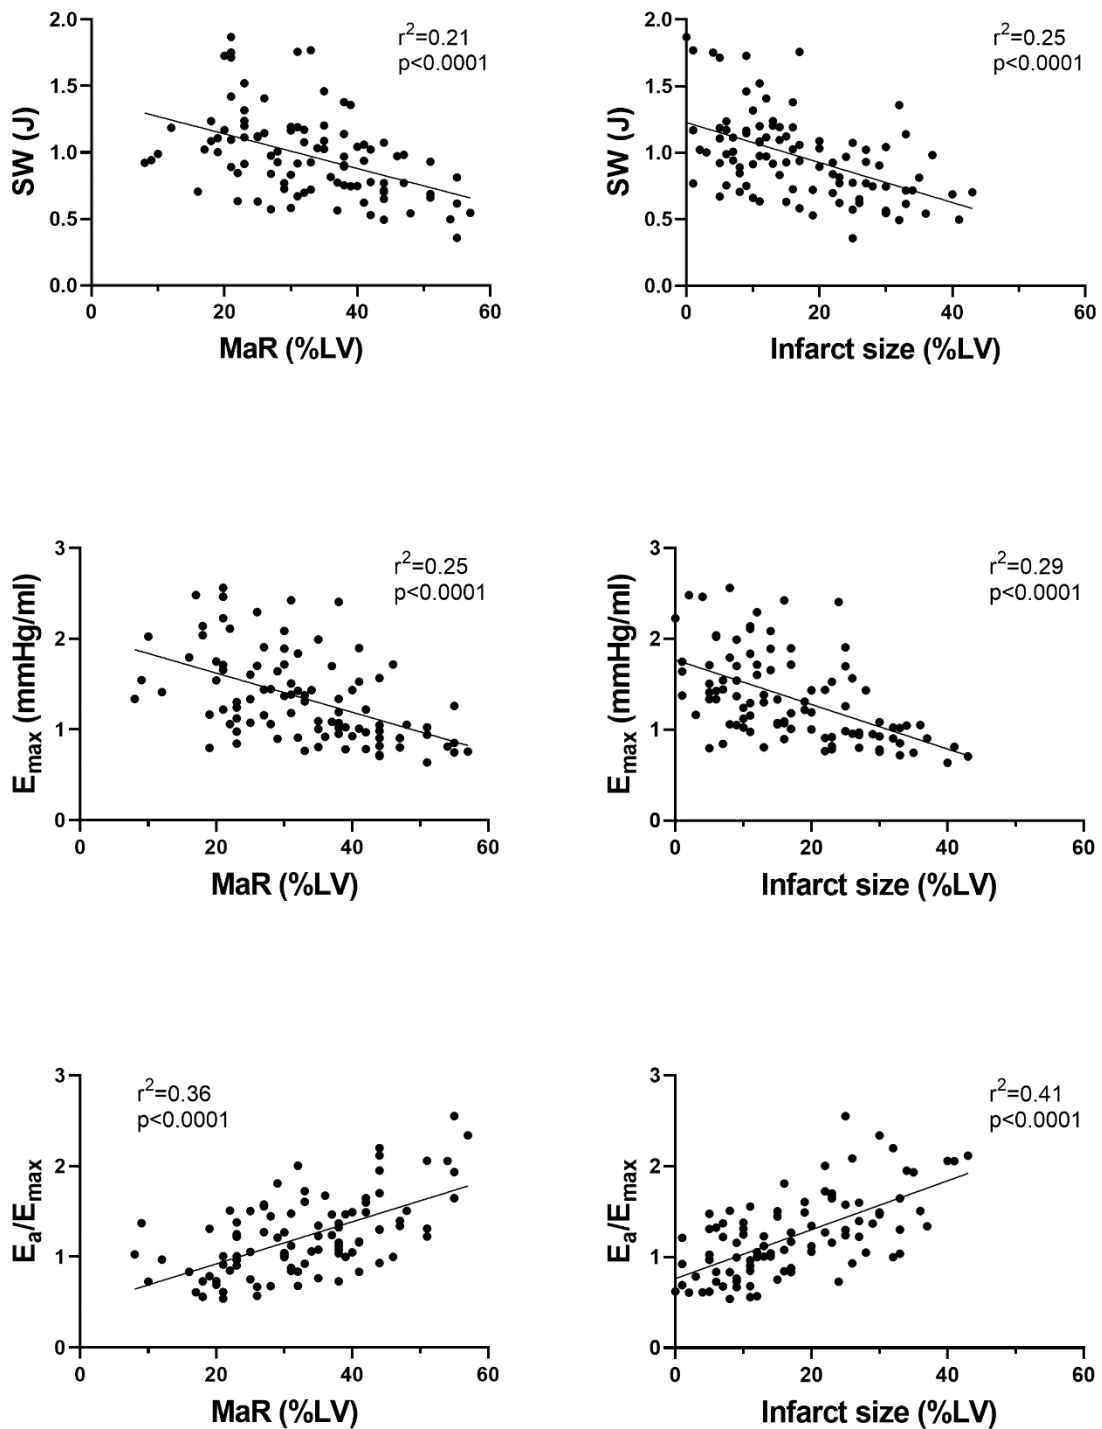 2.0
1.5
1.0
0.5
0.0
SW (J)
r²=0.21
p<0.0001
0 20 40 60
MaR (%LV)
2.0
1.5
1.0
0.5
0.0
SW (J)
r²=0.25
p<0.0001
0 20 40 60
Infarct size (%LV)
3
2
1
0
Emax (mmHg/ml)
r²=0.25
p<0.0001
0 20 40 60
MaR (%LV)
3
2
1
0
Emax (mmHg/ml)
r²=0.29
p<0.0001
0 20 40 60
Infarct size (%LV)
3
2
1
0
Ea/Emax
r²=0.36
p<0.0001
0 20 40 60
MaR (%LV)
3
2
1
0
Ea/Emax
r²=0.41
p<0.0001
0 20 40 60
Infarct size (%LV)